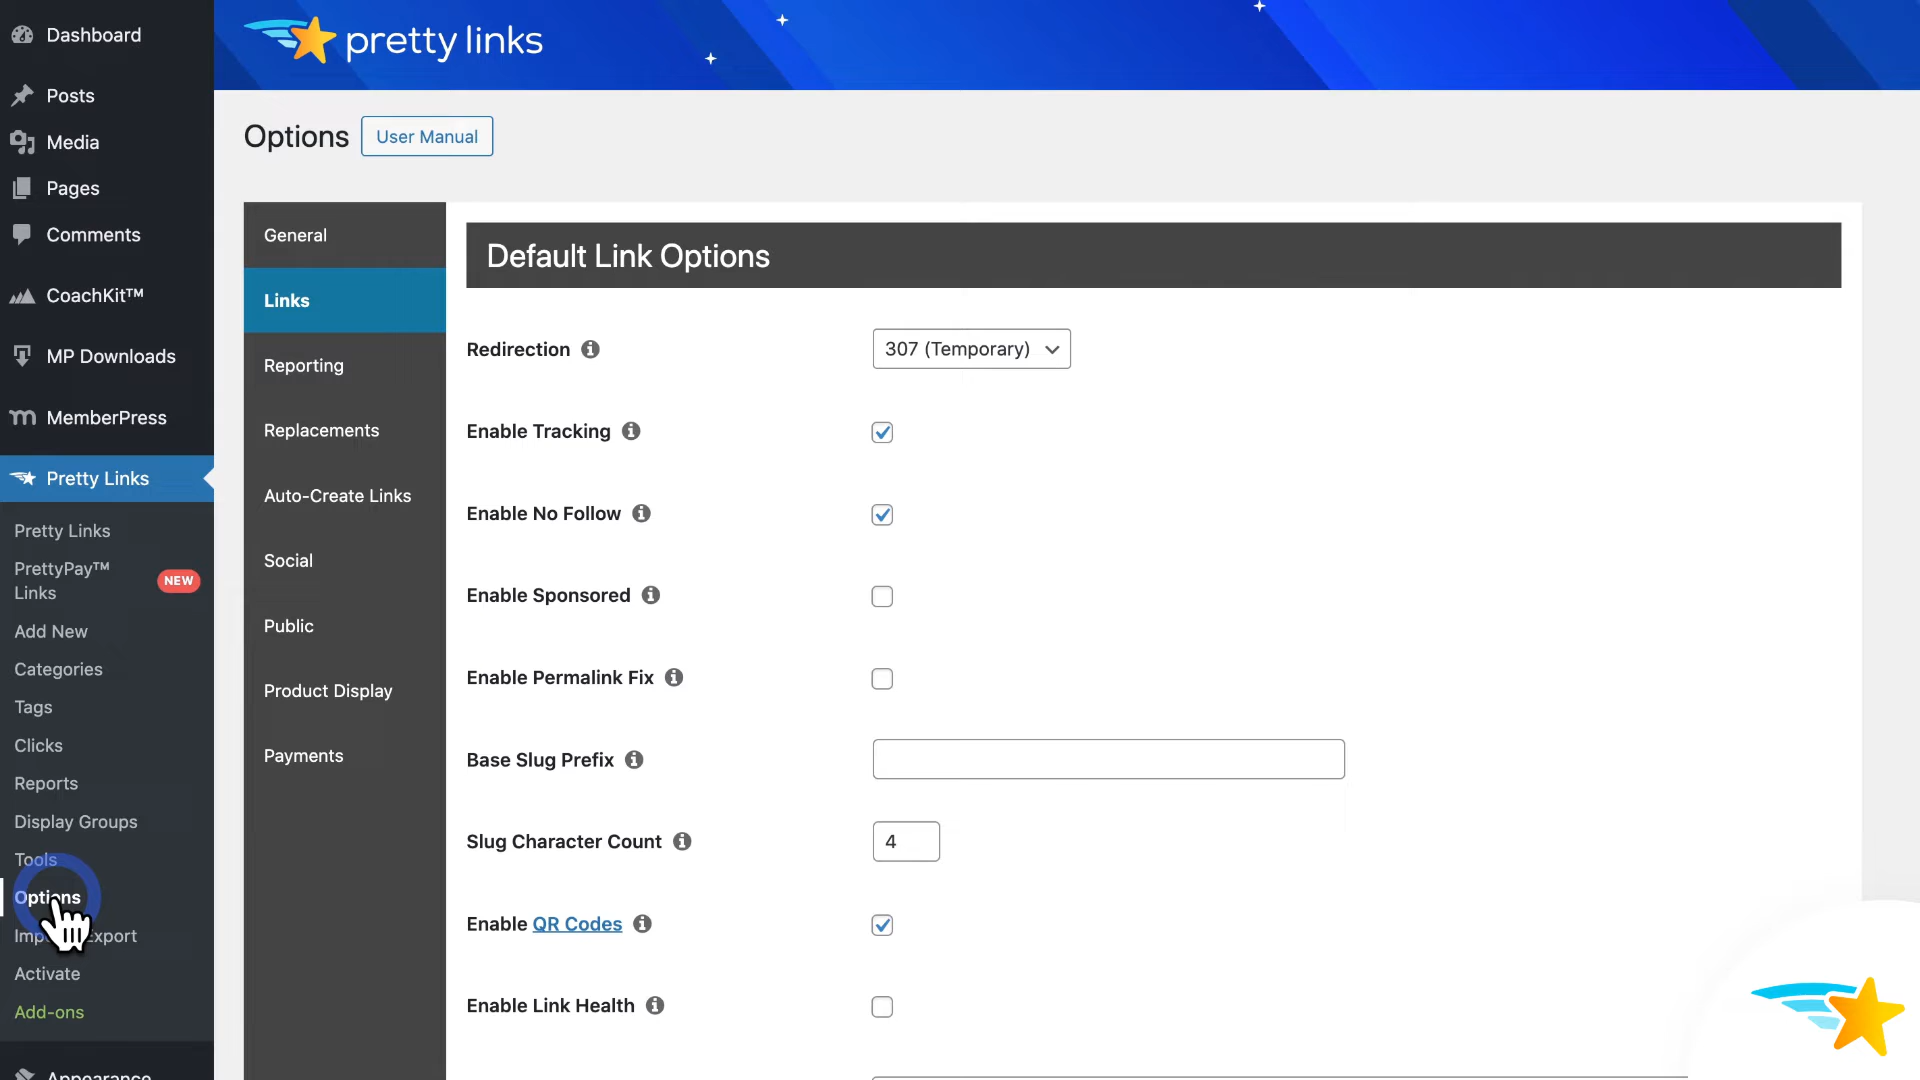 Dashboard
Posts
Media
Pages
Comments
CoachKit™
MP Downloads
MemberPress
Pretty Links
Pretty Links
PrettyPay™
Links
NEW
Add New
Categories
Tags
Clicks
Reports
Display Groups
Tools
Options
Activate
Add-ons
Appearance
pretty links
Options
User Manual
General
Links
Reporting
Replacements
Auto-Create Links
Social
Public
Product Display
Payments
Default Link Options
Redirection
307 (Temporary)
Enable Tracking
Enable No Follow
Enable Sponsored
Enable Permalink Fix
Base Slug Prefix
Slug Character Count
4
Enable QR Codes
Enable Link Health